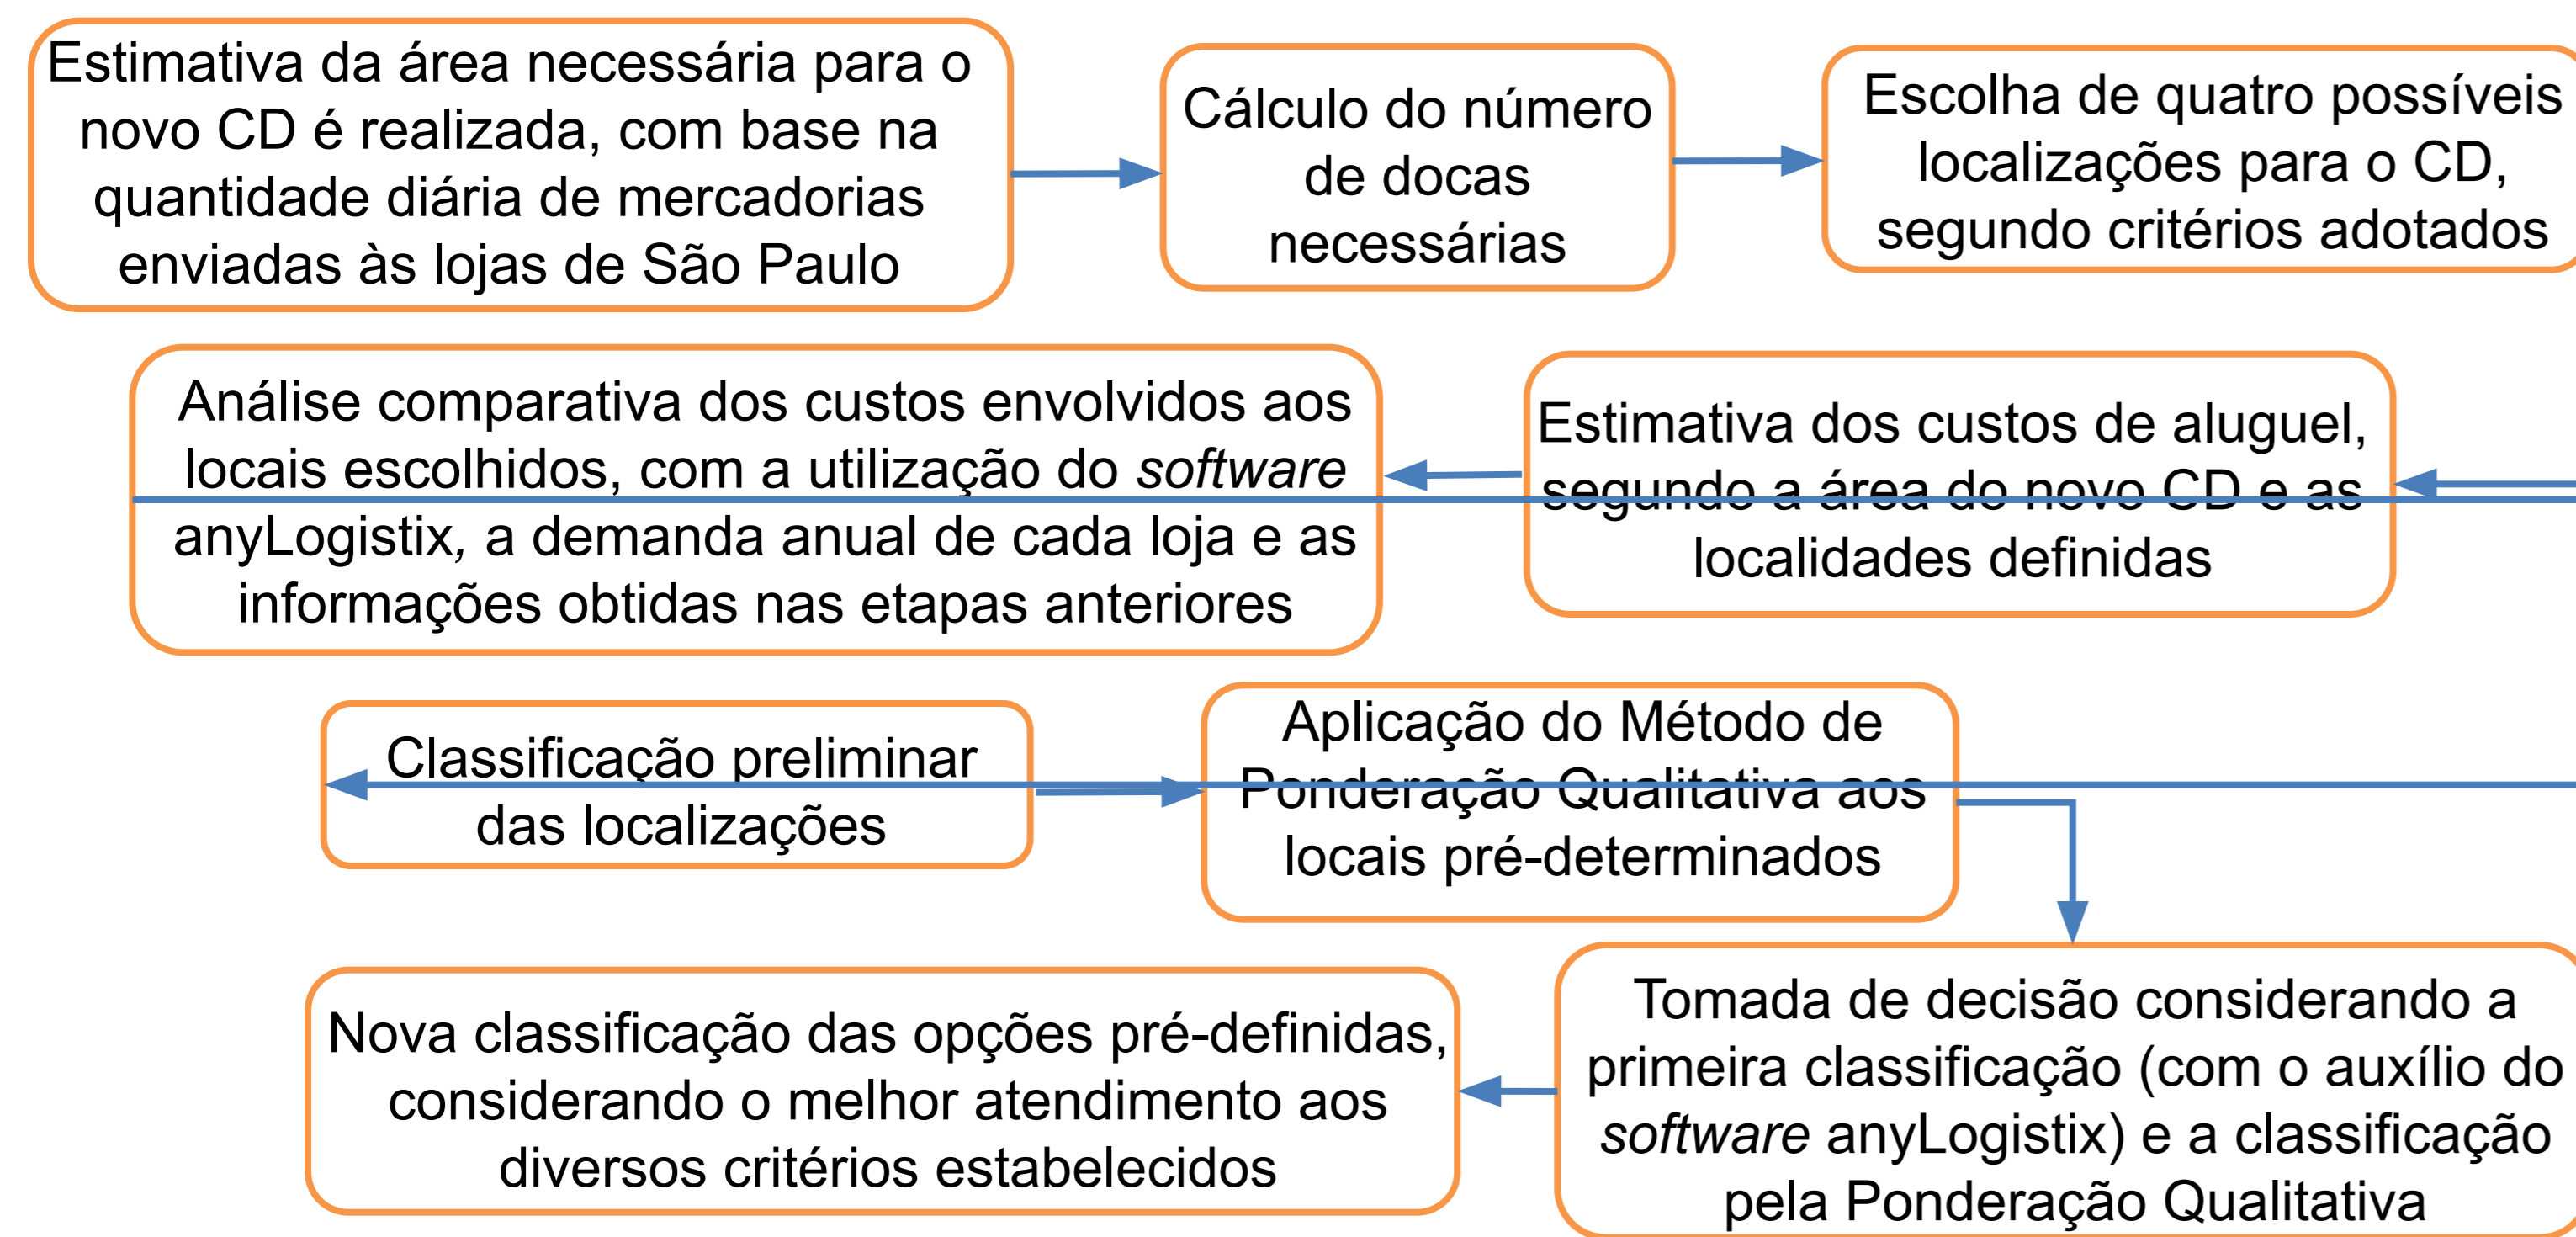 Estimativa da área necessária para o
novo CD é realizada, com base na
quantidade diária de mercadorias
enviadas às lojas de São Paulo
Cálculo do número
de docas
necessárias
Escolha de quatro possíveis
localizações para o CD,
segundo critérios adotados
Estimativa dos custos de aluguel,
segundo a área do novo CD e as
localidades definidas
Análise comparativa dos custos envolvidos aos
locais escolhidos, com a utilização do software
anyLogistix, a demanda anual de cada loja e as
informações obtidas nas etapas anteriores
Classificação preliminar
das localizações
Aplicação do Método de
Ponderação Qualitativa aos
locais pré-determinados
Tomada de decisão considerando a
primeira classificação (com o auxílio do
software anyLogistix) e a classificação
pela Ponderação Qualitativa
Nova classificação das opções pré-definidas,
considerando o melhor atendimento aos
diversos critérios estabelecidos